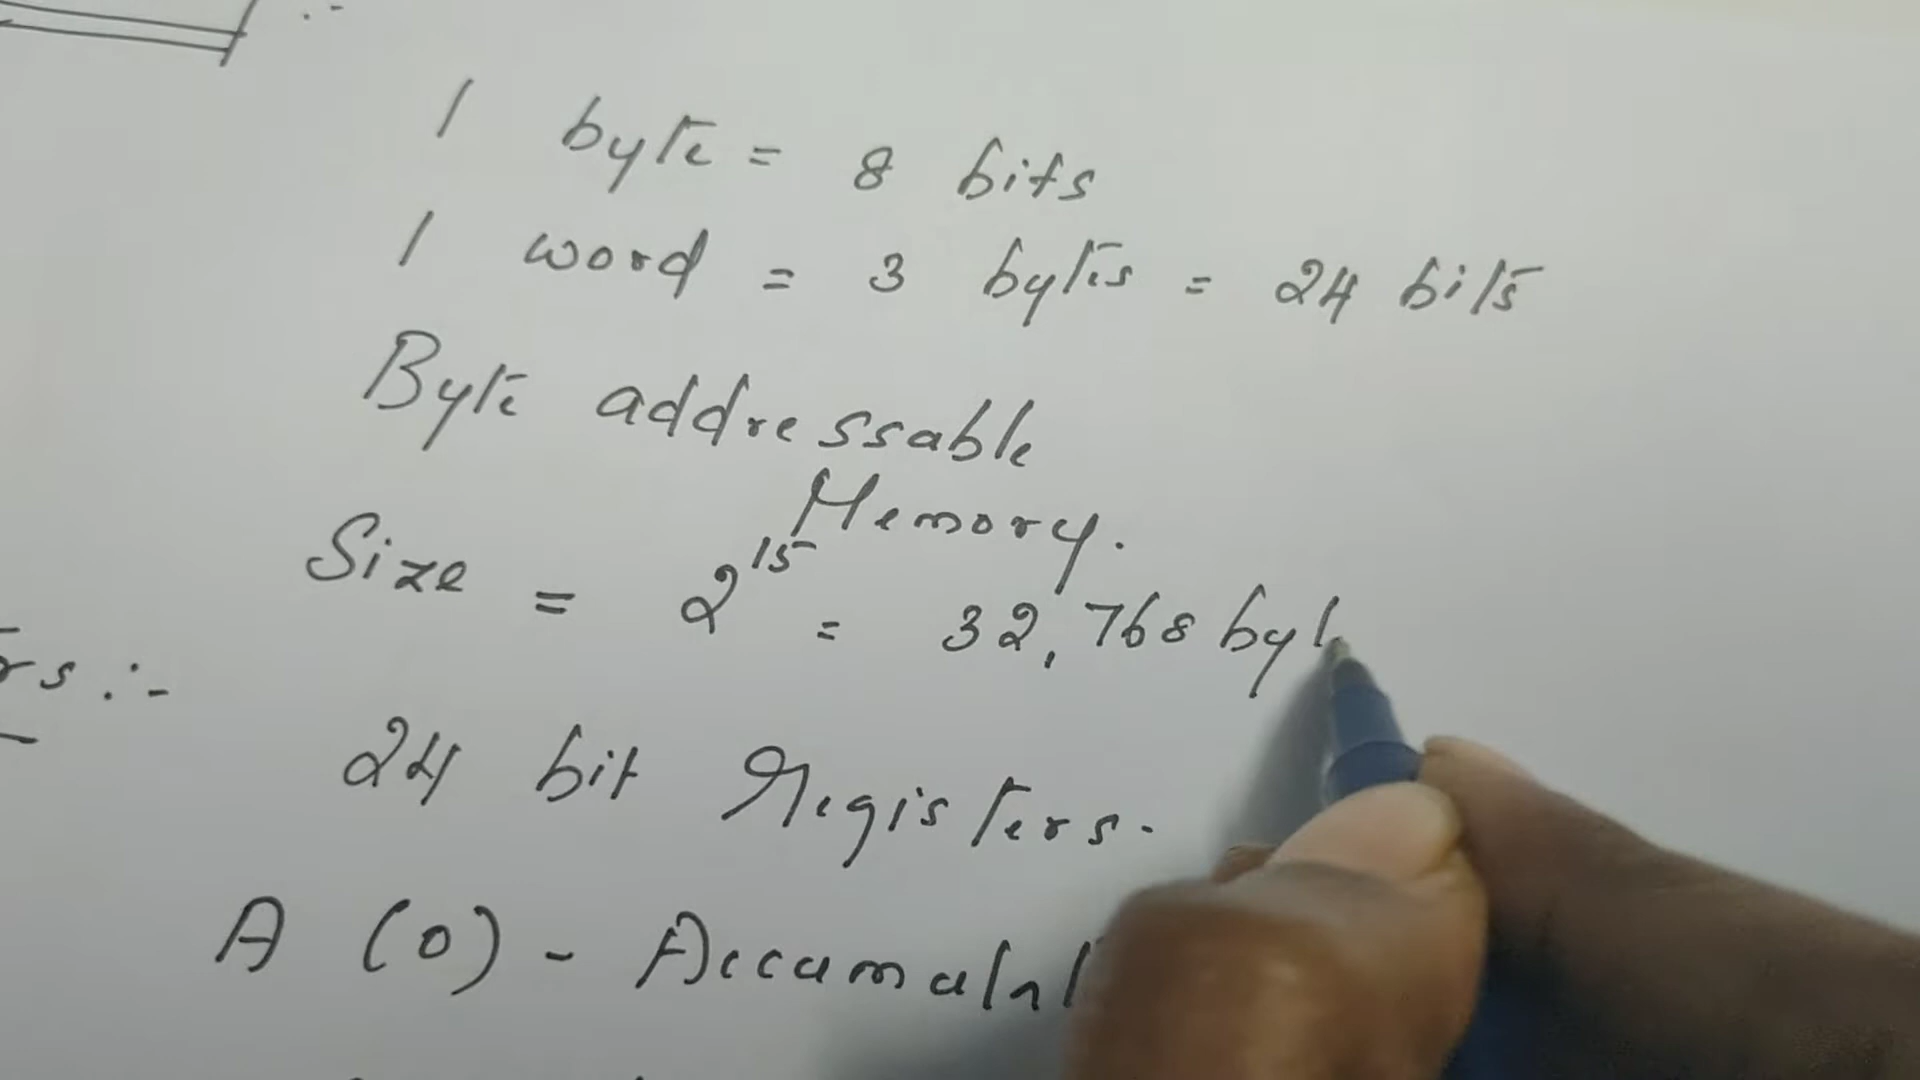 1 byte = 8 bits
1 word = 3 bytes = 24 bits
Byte addressable
Memory.
Size = 2^15 = 32,768 byt
rs :-
24 bit Registers.
A (0) - Accumulat